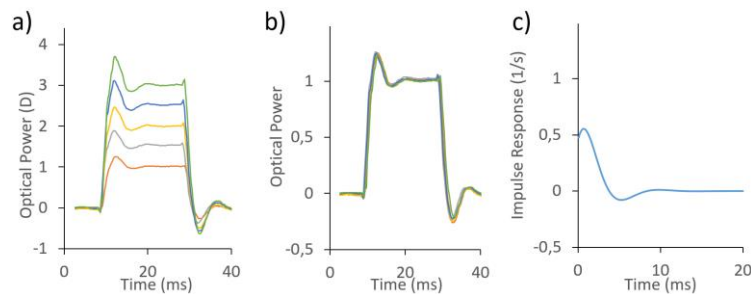 a)
Optical Power (D)
4
3
2
1
0
-1
0
20
40
Time (ms)
b)
Optical Power
1
0,5
0
-0,5
0
20
40
Time (ms)
c)
Impulse Response (1/s)
1
0,5
0
-0,5
0
10
20
Time (ms)